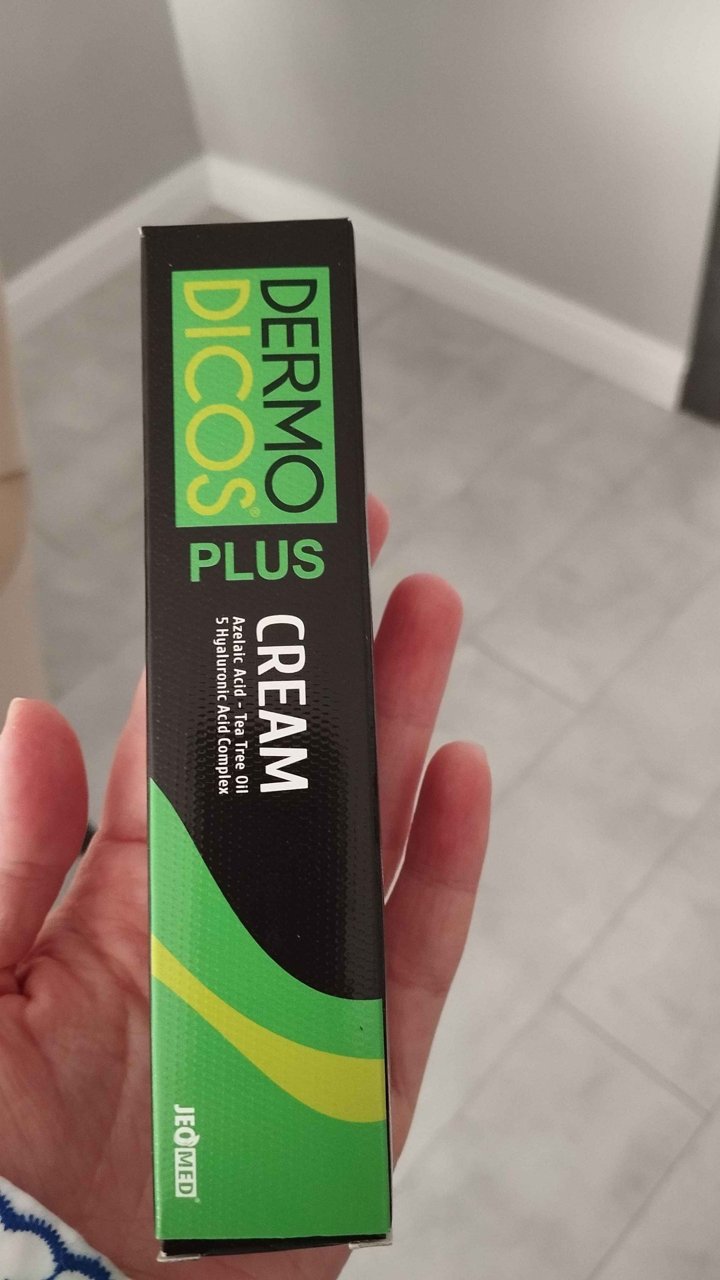 DERMO
DICOS®
PLUS
CREAM
Azelaic Acid - Tea Tree Oil
5 Hyaluronic Acid Complex
JEOMED®